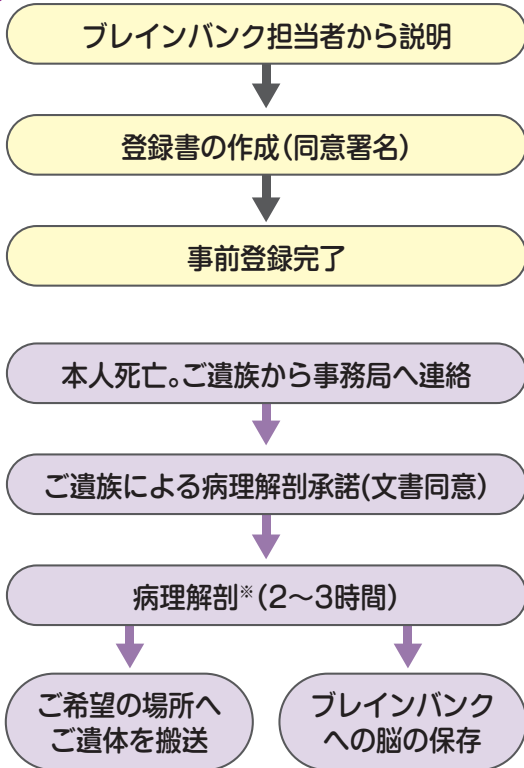 ブレインバンク担当者から説明
登録書の作成(同意署名)
事前登録完了
本人死亡。ご遺族から事務局へ連絡
ご遺族による病理解剖承諾(文書同意)
病理解剖※(2〜3時間)
ご希望の場所へ
ご遺体を搬送
ブレインバンク
への脳の保存